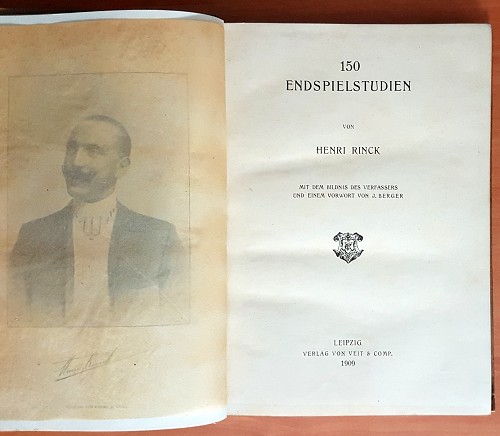 150
ENDSPIELSTUDIEN
VON
HENRI RINCK
MIT DEM BILDNIS DES VERFASSERS
UND EINEM VORWORT VON J. BERGER
LEIPZIG
VERLAG VON VEIT & COMP.
1909